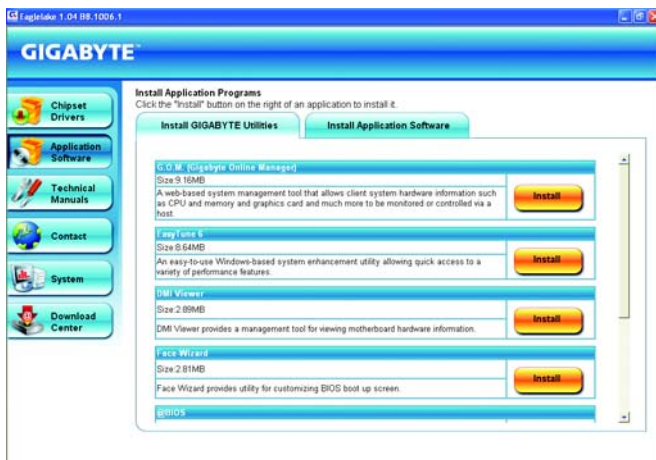 Eaglelake 1.04 B8.1006.1
GIGABYTE™
Chipset
Drivers
Application
Software
Technical
Manuals
Contact
System
Download
Center
Install Application Programs
Click the "Install" button on the right of an application to install it.
Install GIGABYTE Utilities
Install Application Software
G.O.M. (Gigabyte Online Manager)
Size:9.16MB
A web-based system management tool that allows client system hardware information such
as CPU and memory and graphics card and much more to be monitored or controlled via a
host.
Install
EasyTune 6
Size:8.64MB
An easy-to-use Windows-based system enhancement utility allowing quick access to a
variety of performance features.
Install
DMI Viewer
Size:2.89MB
DMI Viewer provides a management tool for viewing motherboard hardware information.
Install
Face-Wizard
Size:2.81MB
Face Wizard provides utility for customizing BIOS boot up screen.
Install
@BIOS